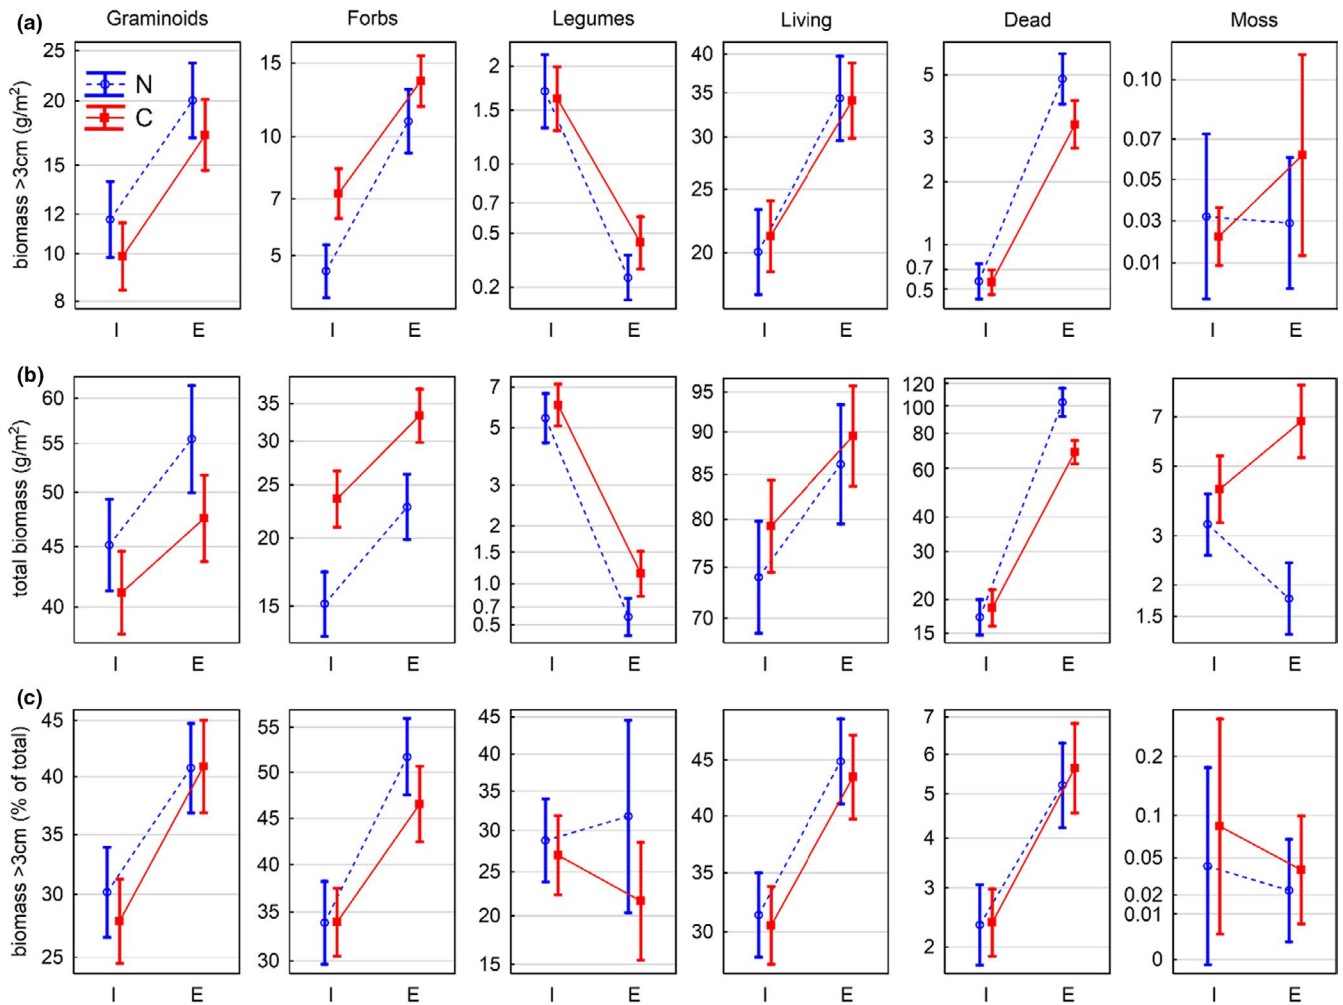 (a)
Graminoids Forbs Legumes Living Dead Moss
biomass >3cm (g/m²)
N
C
25 20 15 12 10 8
15 10 7 5
2 1.5 1.0 0.7 0.5 0.2
40 35 30 25 20
5 3 2 1 0.7 0.5
0.10 0.07 0.05 0.03 0.01
I E I E I E I E I E I E
(b)
total biomass (g/m²)
60 55 50 45 40
35 30 25 20 15
7 5 3 2 1.5 1.0 0.7 0.5
95 90 85 80 75 70
120 100 80 60 40 30 20 15
7 5 3 2 1.5
I E I E I E I E I E I E
(c)
biomass >3cm (% of total)
45 40 35 30 25
55 50 45 40 35 30
45 40 35 30 25 20 15
45 40 35 30
7 6 5 4 3 2
0.2 0.1 0.05 0.02 0.01 0
I E I E I E I E I E I E